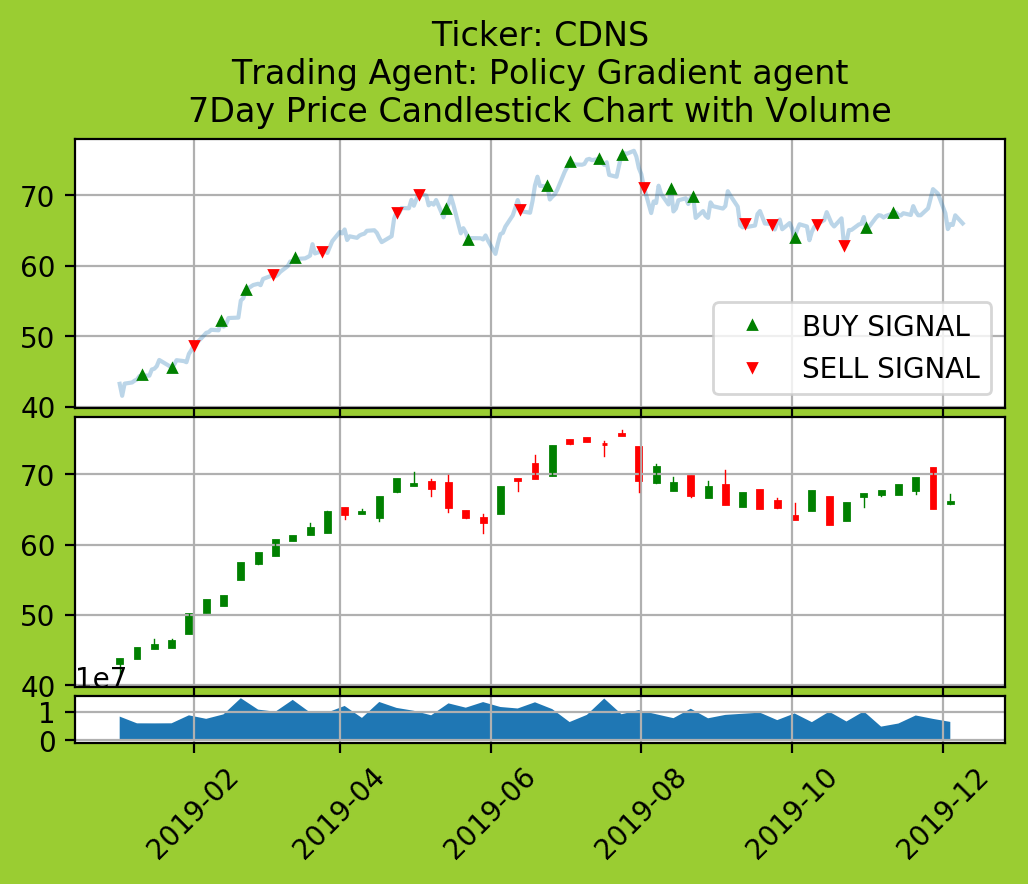 Ticker: CDNS
Trading Agent: Policy Gradient agent
7Day Price Candlestick Chart with Volume
70
60
50
40
BUY SIGNAL
SELL SIGNAL
70
60
50
40
1e7
1
0
2019-02
2019-04
2019-06
2019-08
2019-10
2019-12